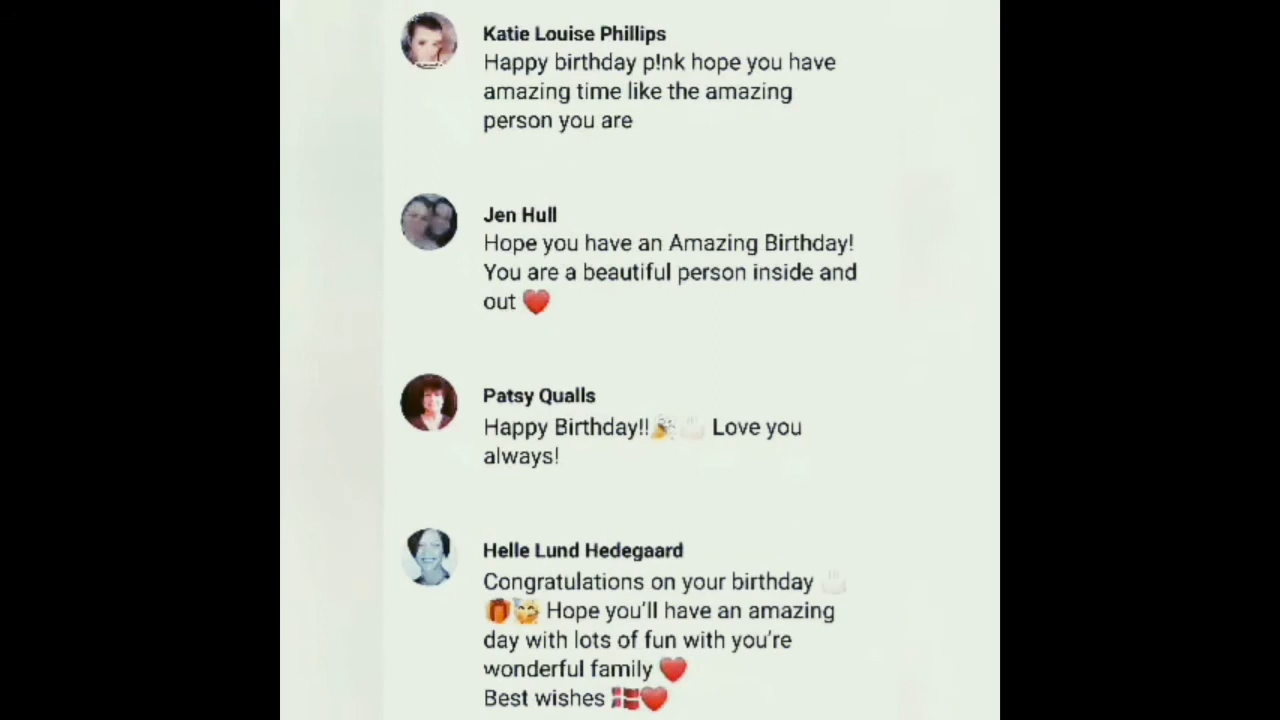 Katie Louise Phillips
Happy birthday p!nk hope you have
amazing time like the amazing
person you are
Jen Hull
Hope you have an Amazing Birthday!
You are a beautiful person inside and
out ❤️
Patsy Qualls
Happy Birthday!!🎉🎂 Love you
always!
Helle Lund Hedegaard
Congratulations on your birthday 🎂
🎁🥳 Hope you'll have an amazing
day with lots of fun with you're
wonderful family ❤️
Best wishes 🇩🇰❤️